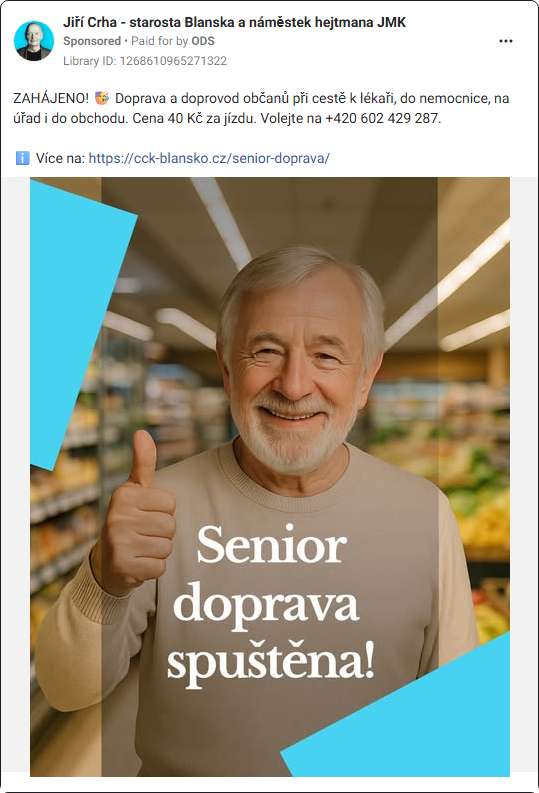 Jiří Crha - starosta Blanska a náměstek hejtmana JMK
Sponsored • Paid for by ODS
Library ID: 1268610965271322
ZAHÁJENO! Doprava a doprovod občanů při cestě k lékaři, do nemocnice, na
úřad i do obchodu. Cena 40 Kč za jízdu. Volejte na +420 602 429 287.
Více na: https://cck-blansko.cz/senior-doprava/
Senior
doprava
spuštěna!